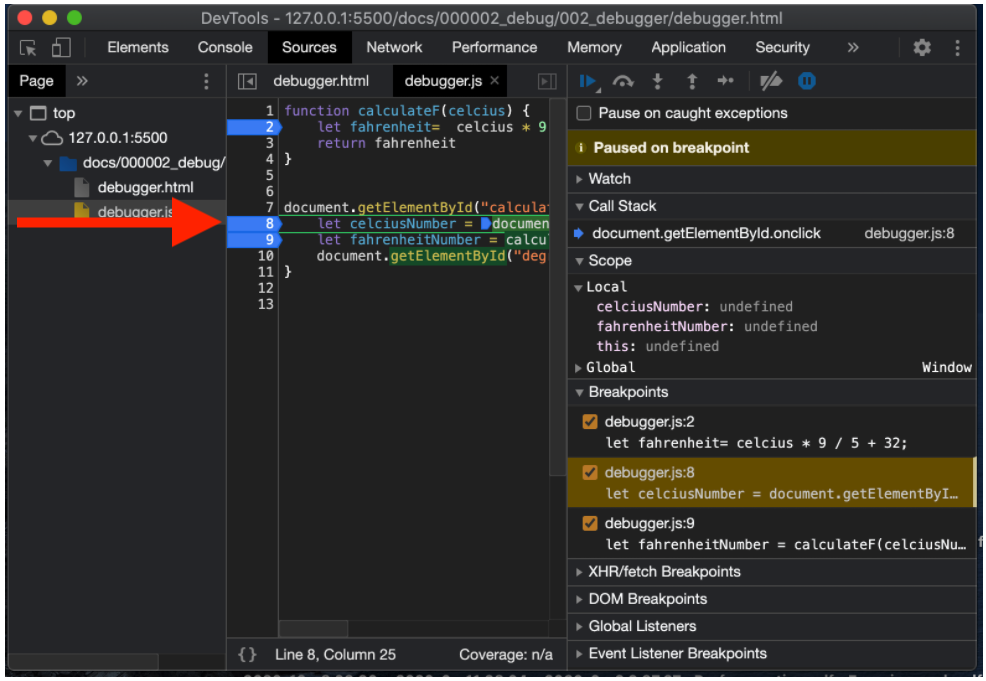 DevTools - 127.0.0.1:5500/docs/000002_debug/002_debugger/debugger.html
Elements Console Sources Network Performance Memory Application Security »
Page »
debugger.html debugger.js ×
top
127.0.0.1:5500
docs/000002_debug/
debugger.html
debugger.js
1 function calculateF(celcius) {
2 let fahrenheit= celcius * 9
3 return fahrenheit
4 }
5
6
7 document.getElementById("calcula
8 let celciusNumber = documen
9 let fahrenheitNumber = calcu
10 document.getElementById("deg
11 }
12
13
{} Line 8, Column 25 Coverage: n/a
Pause on caught exceptions
Paused on breakpoint
Watch
Call Stack
document.getElementById.onclick debugger.js:8
Scope
Local
celciusNumber: undefined
fahrenheitNumber: undefined
this: undefined
Global Window
Breakpoints
debugger.js:2
let fahrenheit= celcius * 9 / 5 + 32;
debugger.js:8
let celciusNumber = document.getElementByI…
debugger.js:9
let fahrenheitNumber = calculateF(celciusNu…
XHR/fetch Breakpoints
DOM Breakpoints
Global Listeners
Event Listener Breakpoints